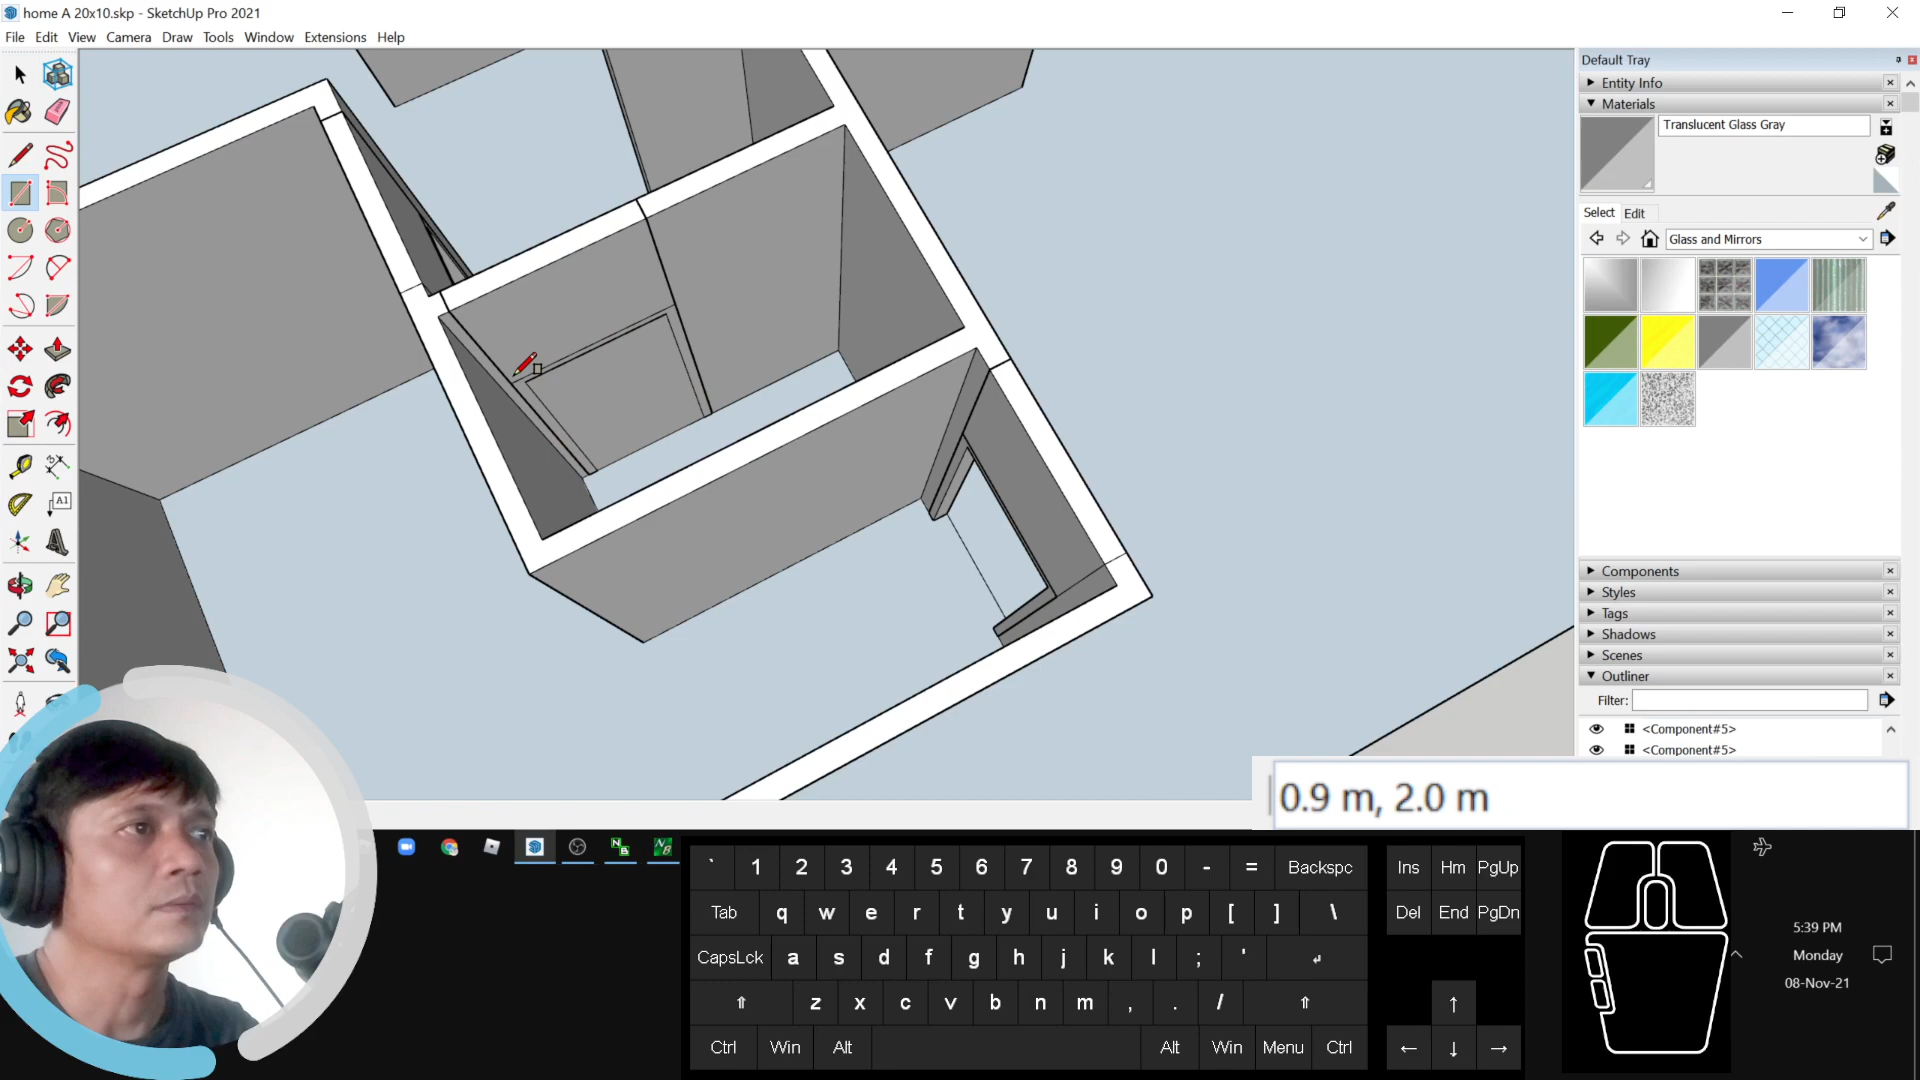 home A 20x10.skp - SketchUp Pro 2021
File Edit View Camera Draw Tools Window Extensions Help
Default Tray
Entity Info
Materials
Translucent Glass Gray
Select Edit
Glass and Mirrors
A1
Components
Styles
Tags
Shadows
Scenes
Outliner
Filter:
<Component#5>
<Component#5>
0.9 m, 2.0 m
` 1 2 3 4 5 6 7 8 9 0 - = Backspc Ins Hm PgUp
Tab q w e r t y u i o p [ ] \ Del End PgDn
CapsLck a s d f g h j k l ; ' ↵
⇧ z x c v b n m , . / ⇧ ↑
Ctrl Win Alt Alt Win Menu Ctrl ← ↓ →
5:39 PM
Monday
08-Nov-21